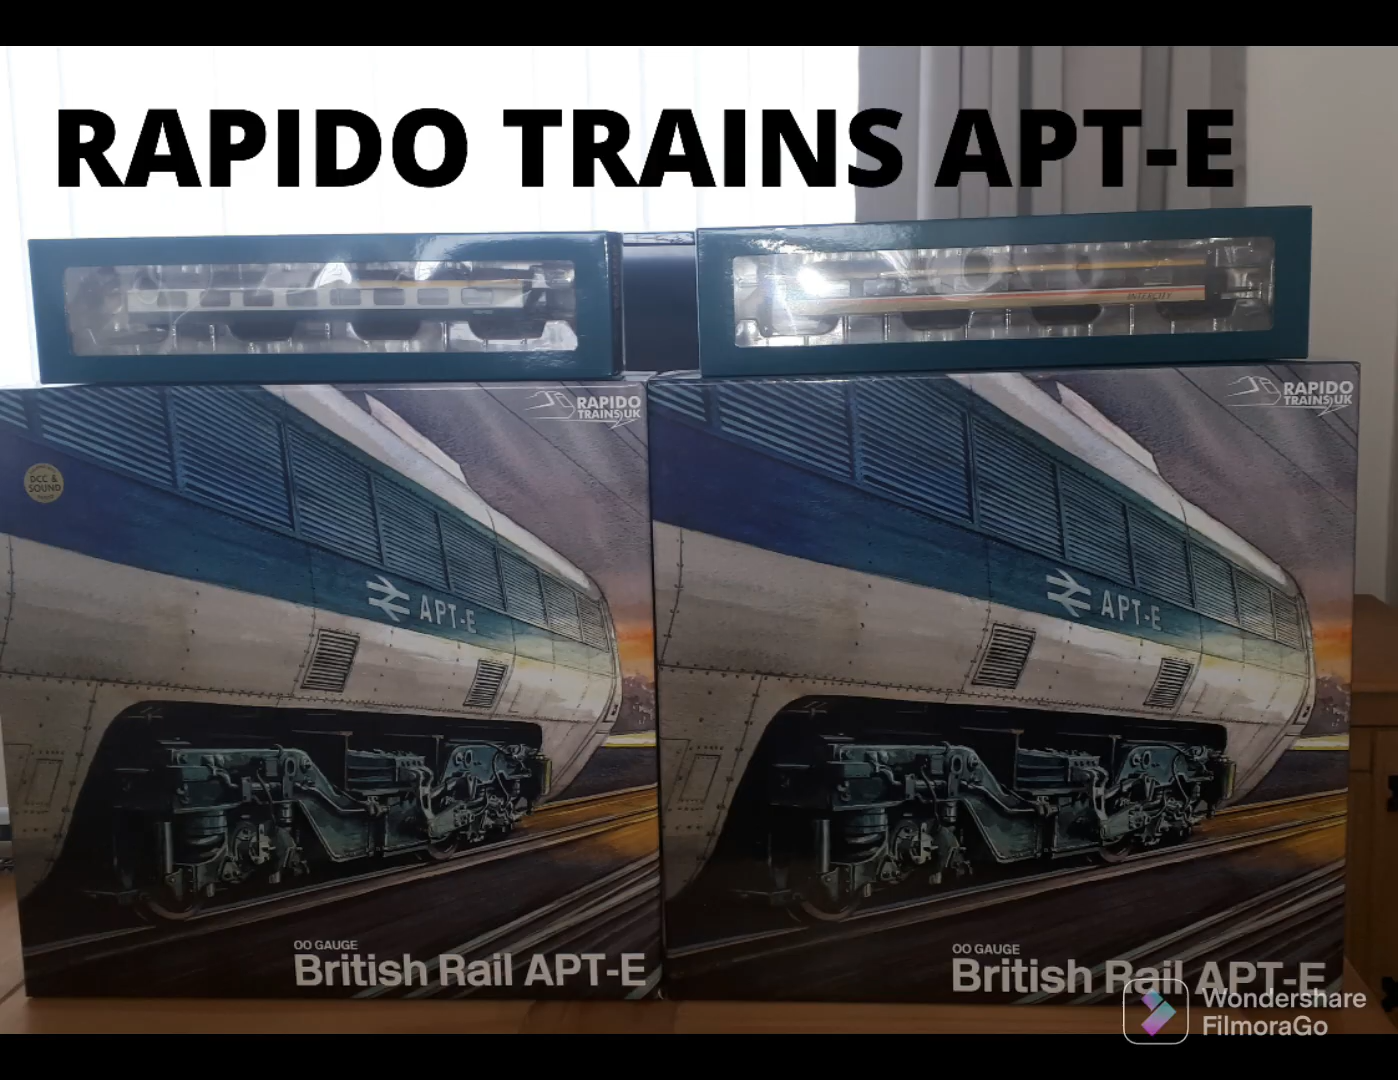 RAPIDO TRAINS APT-E
INTERCITY
RAPIDO
TRAINS UK
RAPIDO
TRAINS UK
DCC &
SOUND
APT-E
APT-E
OO GAUGE
British Rail APT-E
OO GAUGE
British Rail APT-E
Wondershare
FilmoraGo